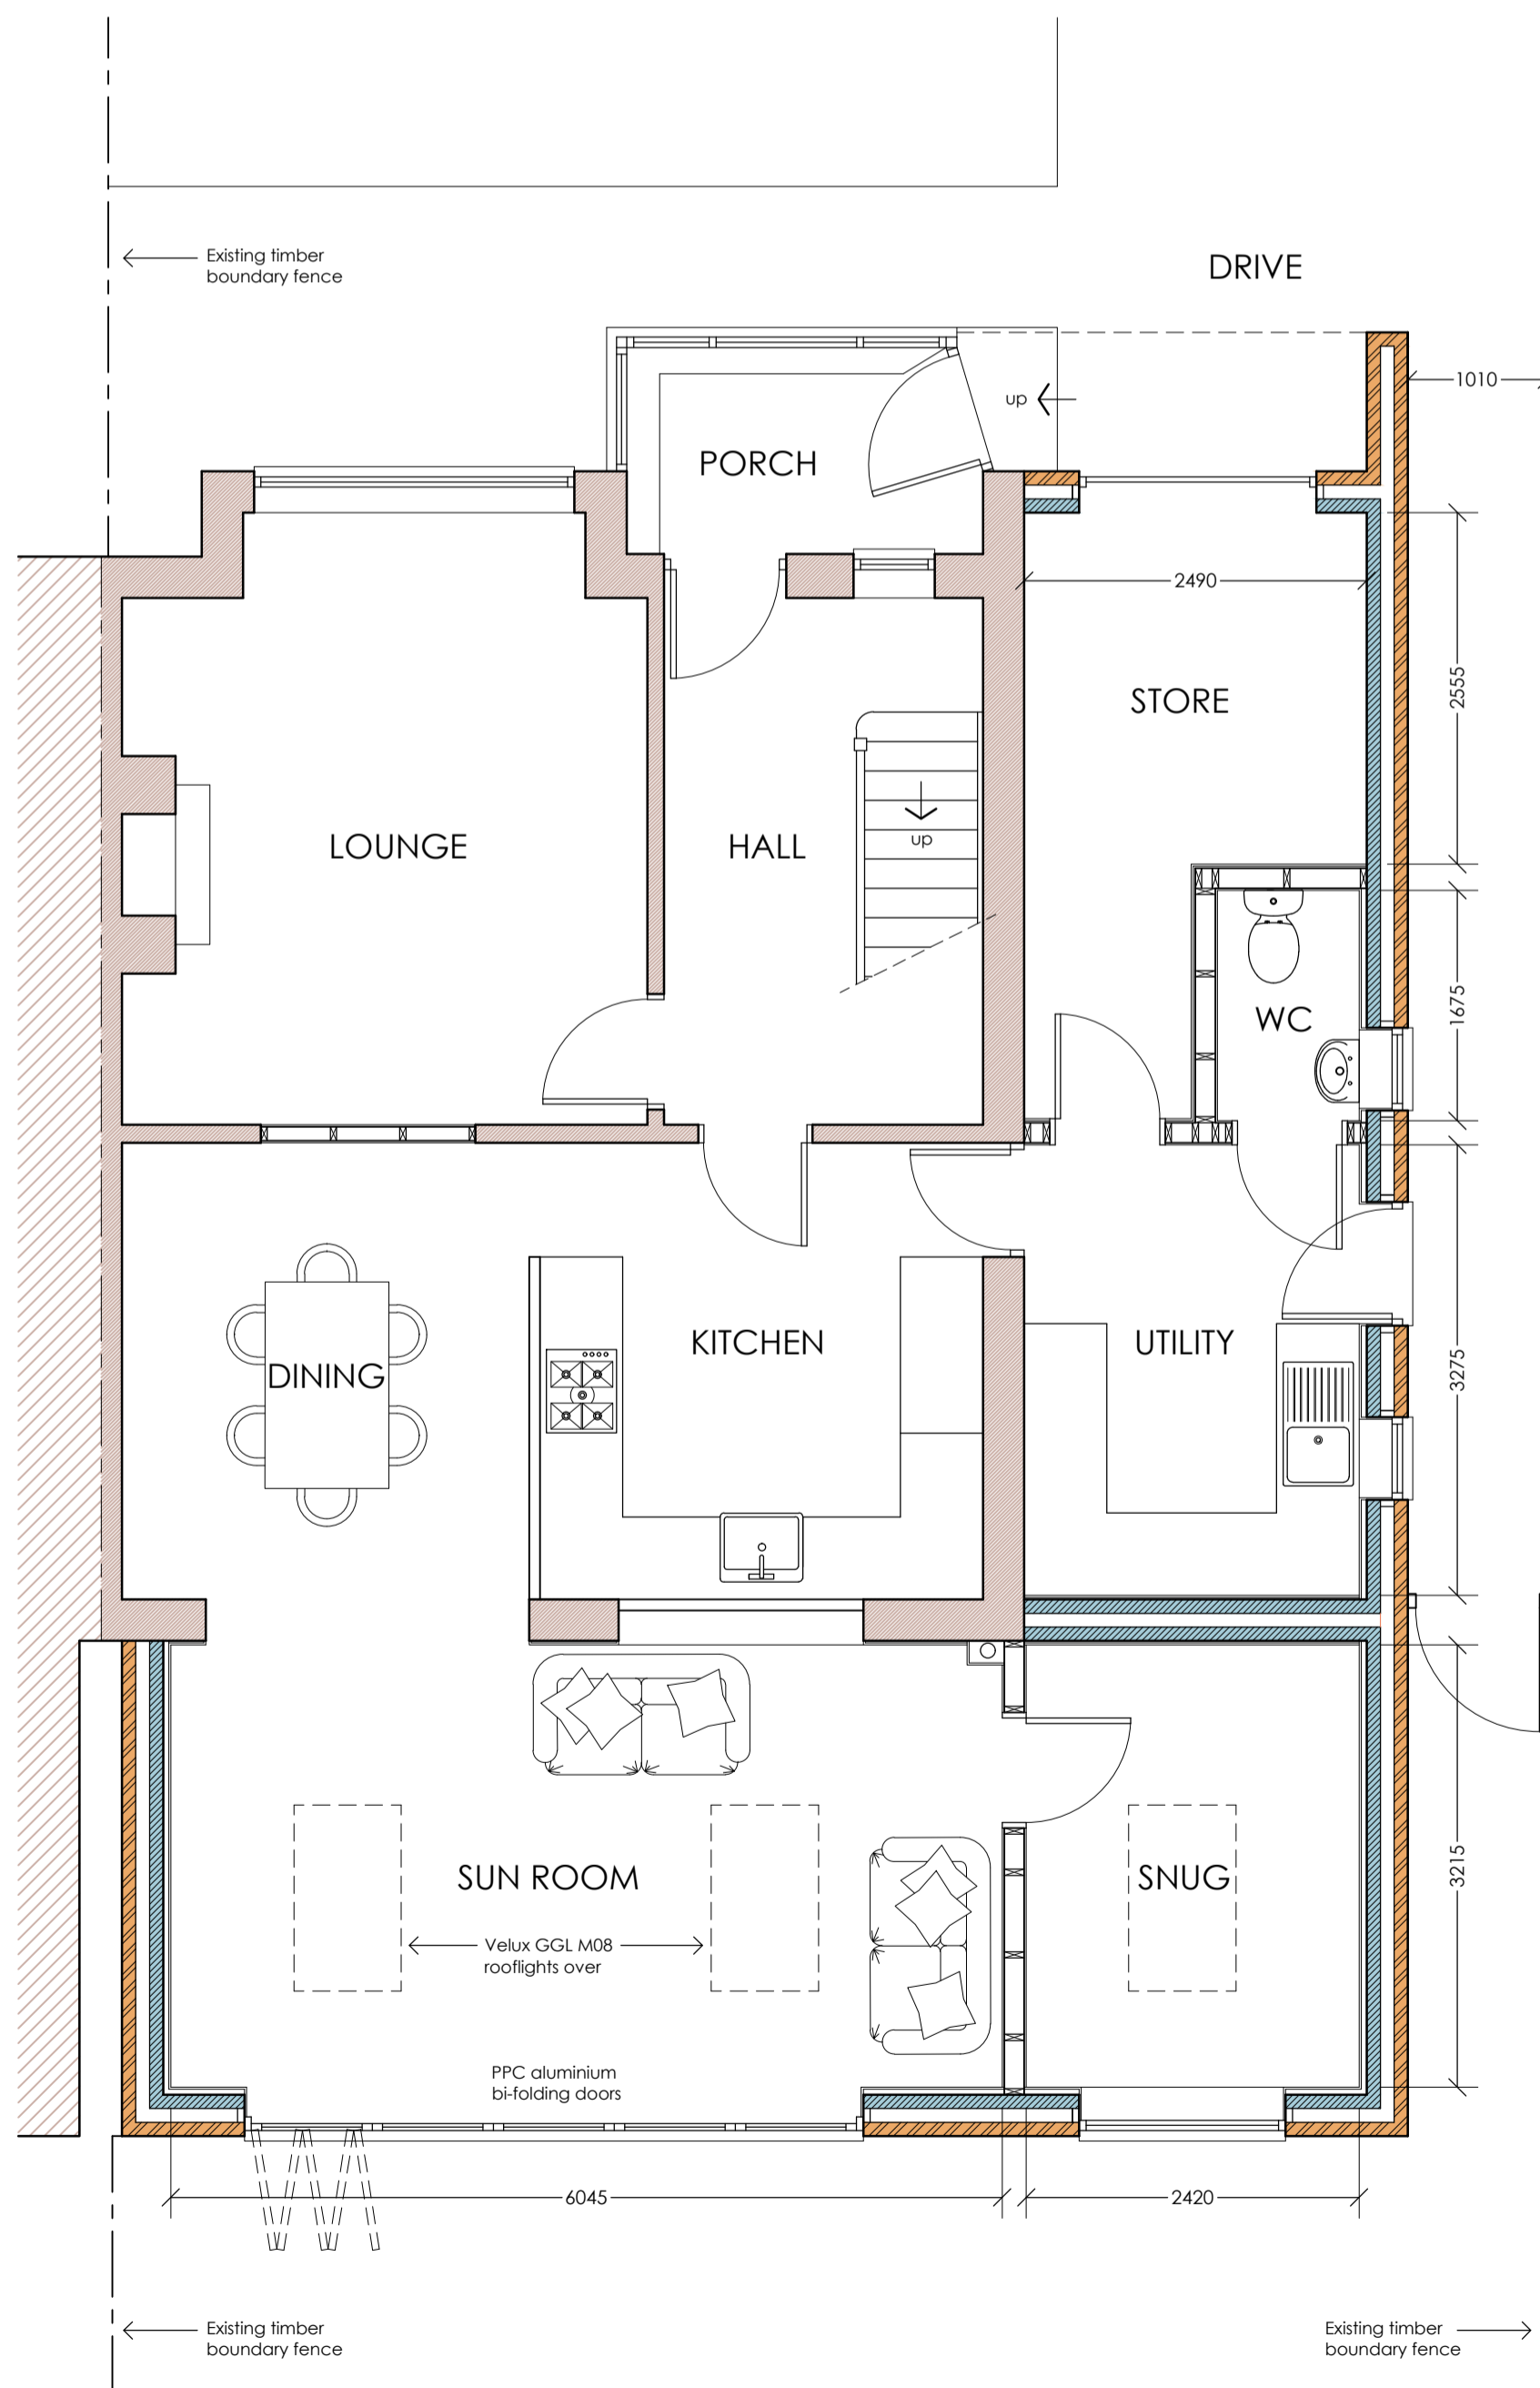 Existing timber
boundary fence
DRIVE
1010
up
PORCH
2490
STORE
2555
LOUNGE
HALL
up
WC
1675
KITCHEN
UTILITY
DINING
3275
SUN ROOM
SNUG
3215
Velux GGL M08
rooflights over
PPC aluminium
bi-folding doors
6045
2420
Existing timber
boundary fence
Existing timber
boundary fence